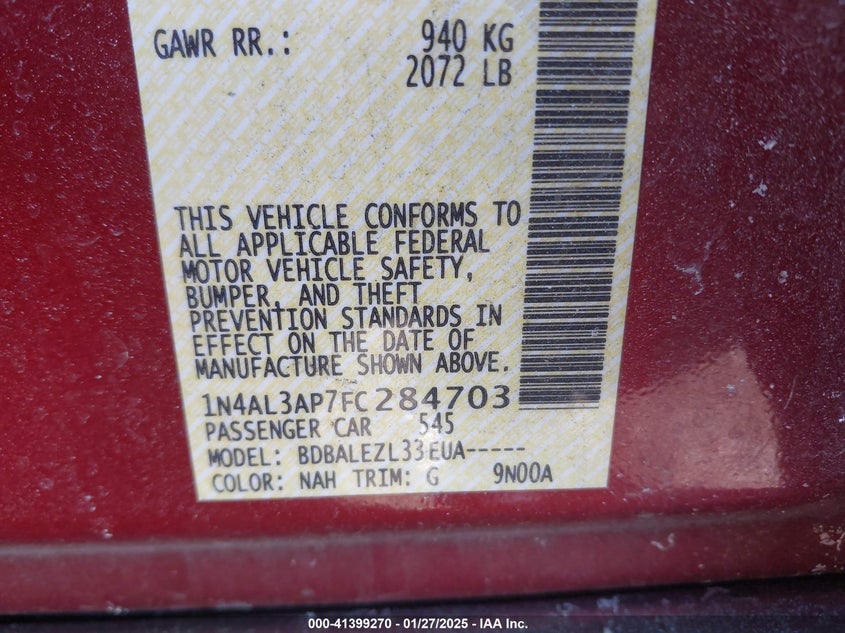 GAWR RR.: 940 KG
2072 LB
THIS VEHICLE CONFORMS TO
ALL APPLICABLE FEDERAL
MOTOR VEHICLE SAFETY,
BUMPER, AND THEFT
PREVENTION STANDARDS IN
EFFECT ON THE DATE OF
MANUFACTURE SHOWN ABOVE.
1N4AL3AP7FC284703
PASSENGER CAR 545
MODEL: BDBALEZL33EUA-----
COLOR: NAH TRIM: G 9N00A
000-41399270 — 01/27/2025 — IAA Inc.